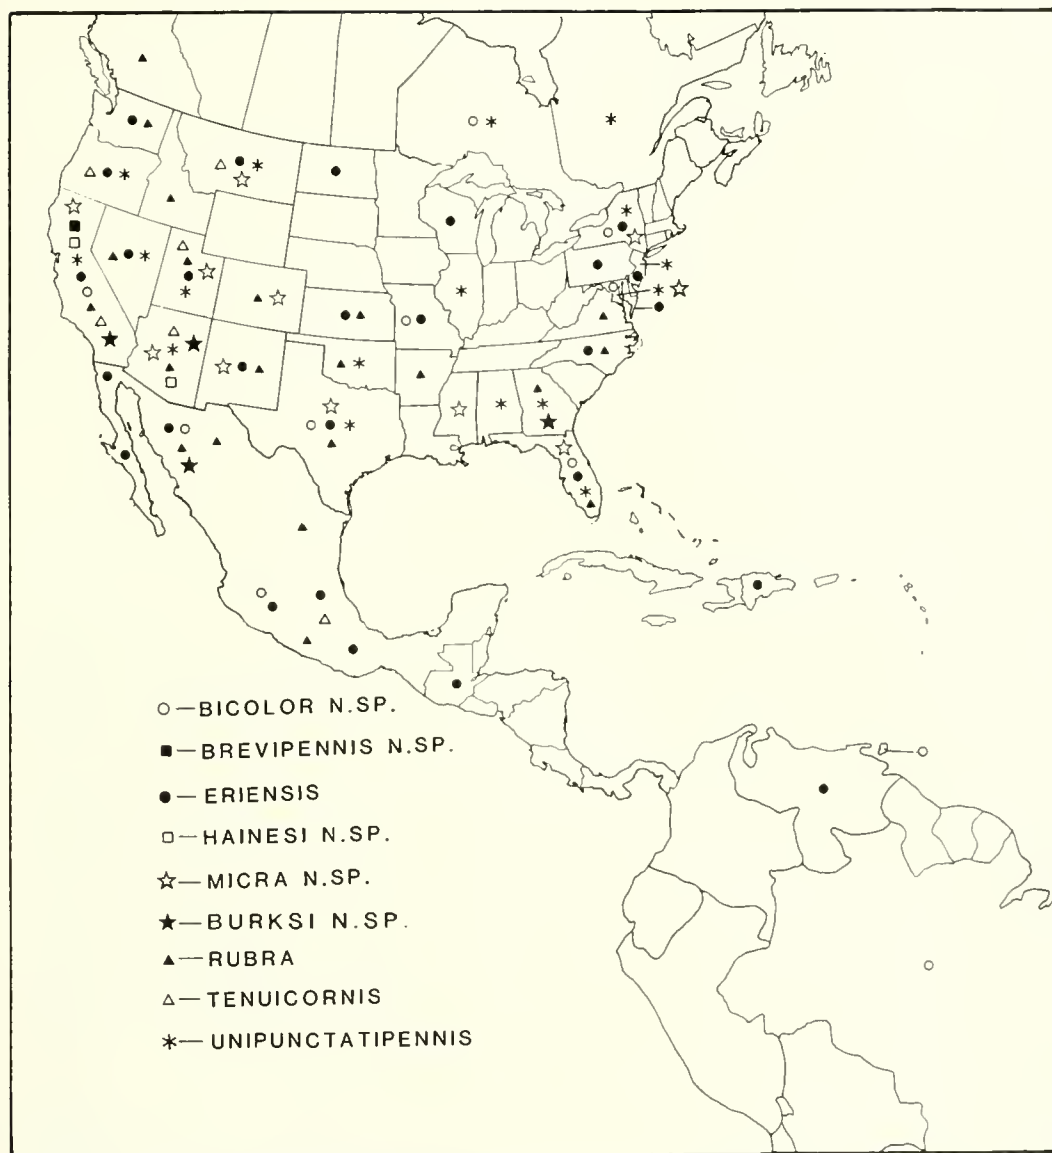 ○—BICOLOR N.SP.
■—BREVIPENNIS N.SP.
●—ERIENSIS
□—HAINESI N.SP.
☆—MICRA N.SP.
★—BURKSI N.SP.
▲—RUBRA
△—TENUICORNIS
✶—UNIPUNCTATIPENNIS